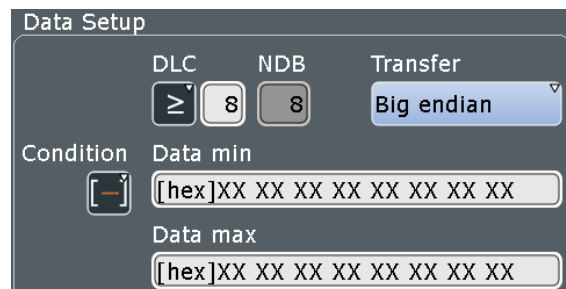 Data Setup
DLC NDB Transfer
≥ 8 8 Big endian
Condition Data min
[hex]XX XX XX XX XX XX XX XX
Data max
[hex]XX XX XX XX XX XX XX XX